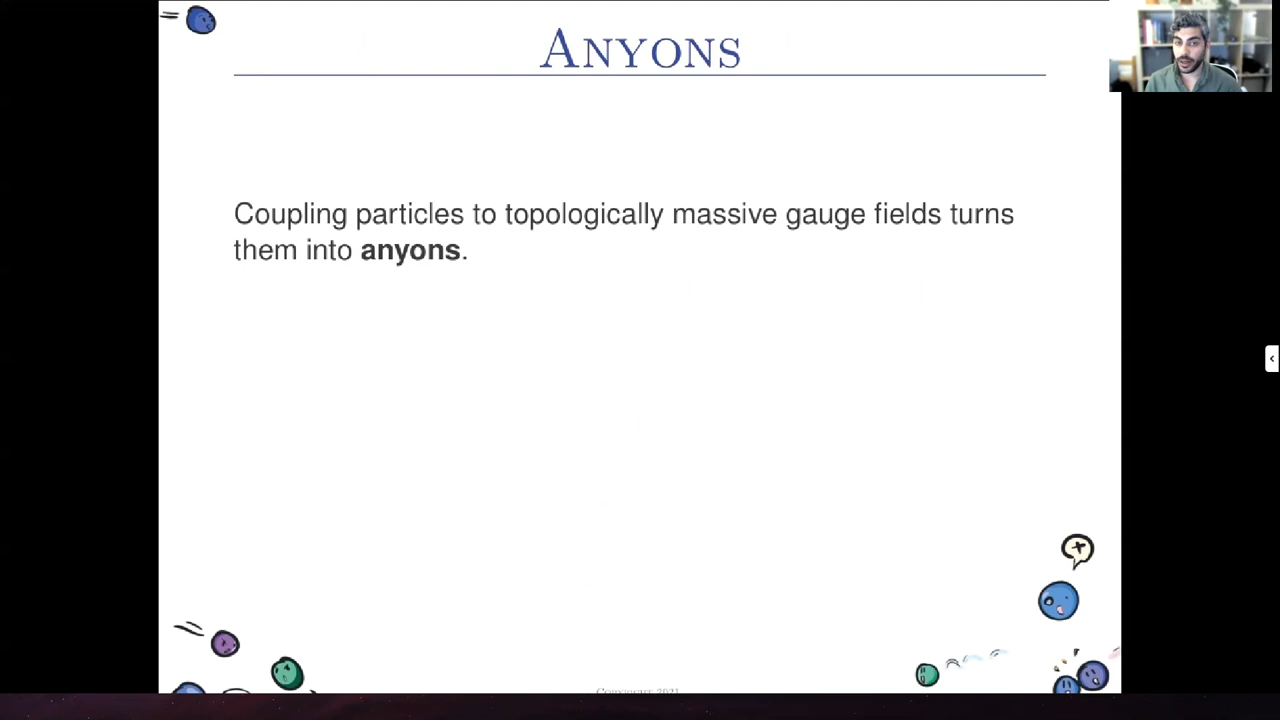 ANYONS
Coupling particles to topologically massive gauge fields turns
them into anyons.